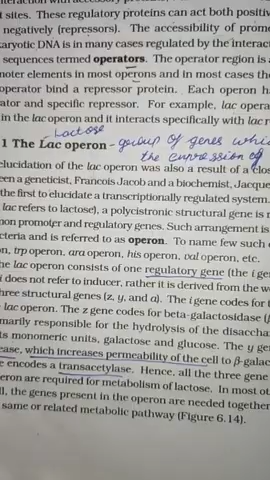 t sites. These regulatory proteins can act both positive
negatively (repressors). The accessibility of promo
karyotic DNA is in many cases regulated by the interac
sequences termed operators. The operator region is
moter elements in most operons and in most cases the
operator bind a repressor protein. Each operon h
ator and specific repressor. For example, lac opera
in the lac operon and it interacts specifically with lac r
Lactose
1 The Lac operon - group of genes which
the expression of
elucidation of the lac operon was also a result of a clos
een a geneticist, Francois Jacob and a biochemist, Jacque
the first to elucidate a transcriptionally regulated system.
lac refers to lactose), a polycistronic structural gene is r
mon promoter and regulatory genes. Such arrangement is
cteria and is referred to as operon. To name few such
on, trp operon, ara operon, his operon, val operon, etc.
he lac operon consists of one regulatory gene (the i gen
i does not refer to inducer, rather it is derived from the w
hree structural genes (z, y, and a). The i gene codes for
lac operon. The z gene codes for beta-galactosidase (
marily responsible for the hydrolysis of the disaccha
ts monomeric units, galactose and glucose. The y gen
ease, which increases permeability of the cell to β-galac
e encodes a transacetylase. Hence, all the three gene
eron are required for metabolism of lactose. In most ot
ll, the genes present in the operon are needed together
same or related metabolic pathway (Figure 6.14).